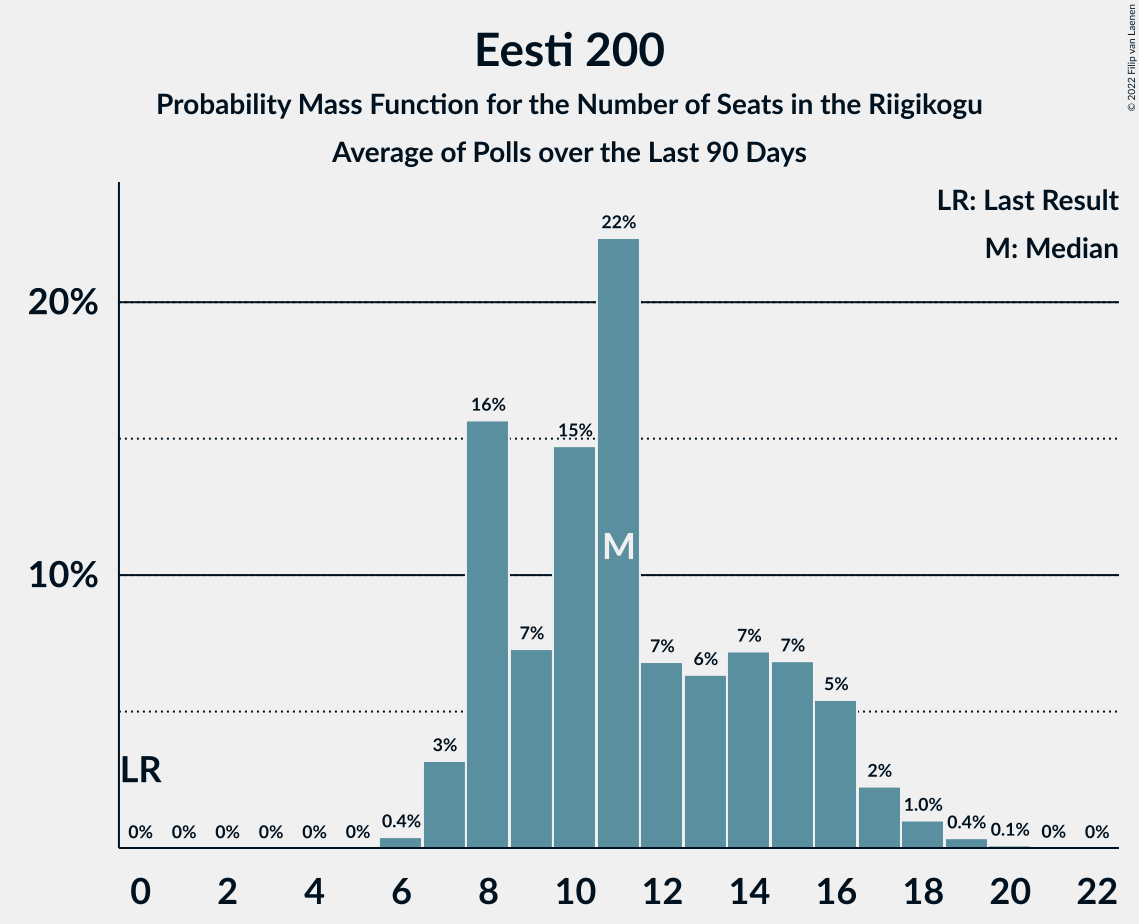 Eesti 200
Probability Mass Function for the Number of Seats in the Riigikogu
Average of Polls over the Last 90 Days
© 2022 Filip van Laenen
LR: Last Result
M: Median
22%
20%
16%
15%
M
10%
7%
7%
6%
7%
7%
5%
3%
2%
LR
0%
0%
0%
0%
0%
0%
0.4%
1.0%
0.4%
0.1%
0%
0%
0 2 4 6 8 10 12 14 16 18 20 22